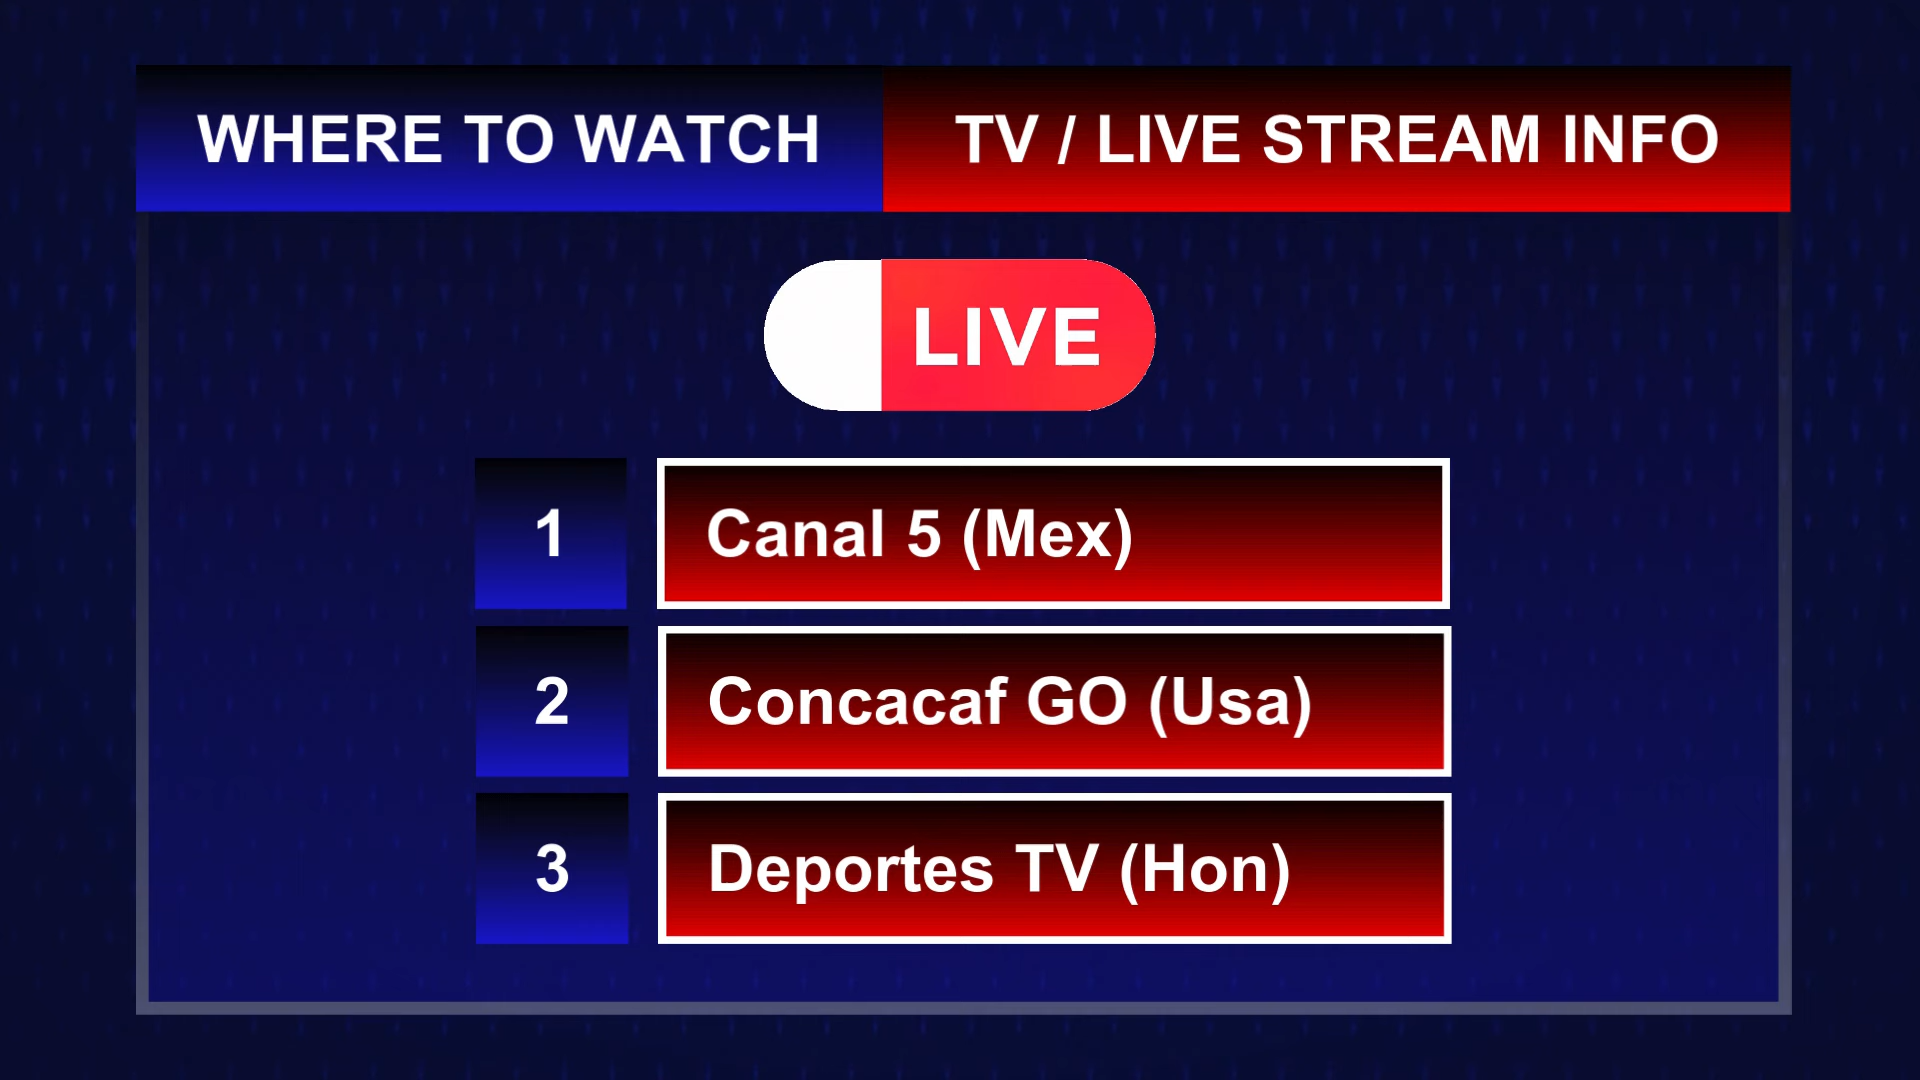 WHERE TO WATCH
TV / LIVE STREAM INFO
LIVE
1
Canal 5 (Mex)
2
Concacaf GO (Usa)
3
Deportes TV (Hon)